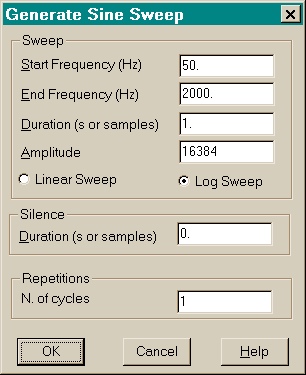 Generate Sine Sweep
Sweep
Start Frequency (Hz) 50.
End Frequency (Hz) 2000.
Duration (s or samples) 1.
Amplitude 16384
Linear Sweep Log Sweep
Silence
Duration (s or samples) 0.
Repetitions
N. of cycles 1
OK Cancel Help